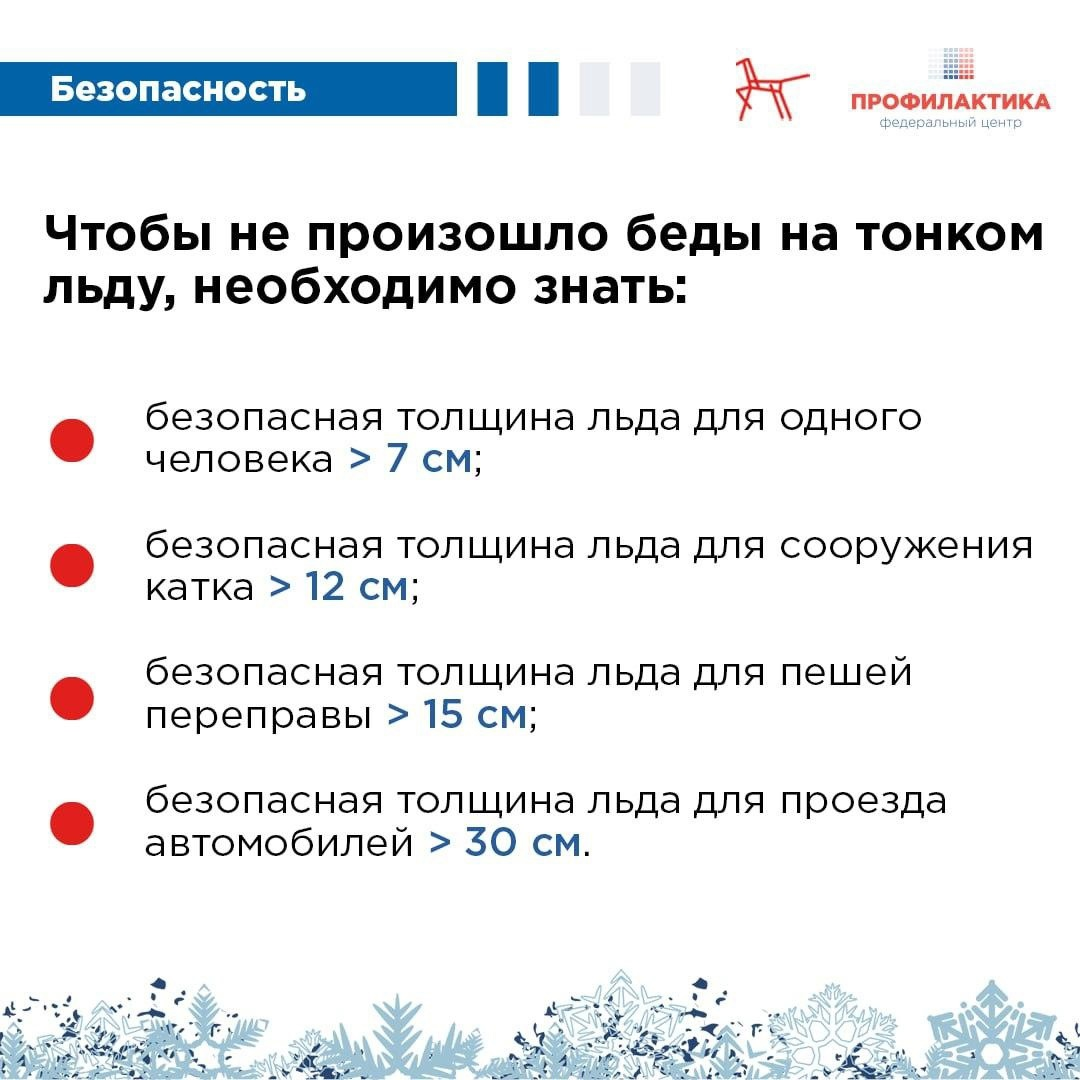 Безопасность
ПРОФИЛАКТИКА
федеральный центр
Чтобы не произошло беды на тонком
льду, необходимо знать:
безопасная толщина льда для одного
человека > 7 см;
безопасная толщина льда для сооружения
катка > 12 см;
безопасная толщина льда для пешей
переправы > 15 см;
безопасная толщина льда для проезда
автомобилей > 30 см.